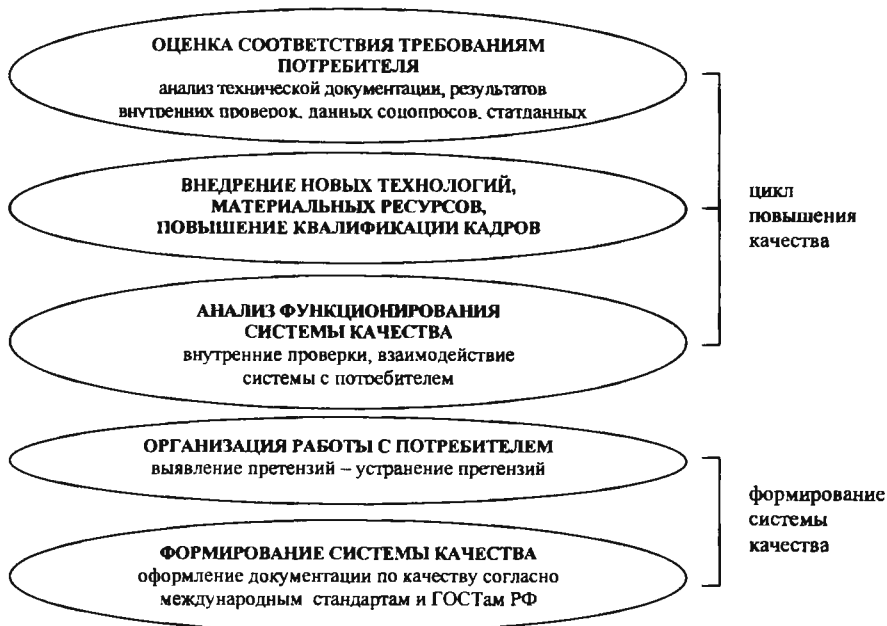 ОЦЕНКА СООТВЕТСТВИЯ ТРЕБОВАНИЯМ
ПОТРЕБИТЕЛЯ
анализ технической документации, результатов
внутренних проверок, данных соцопросов, статданных
ВНЕДРЕНИЕ НОВЫХ ТЕХНОЛОГИЙ,
МАТЕРИАЛЬНЫХ РЕСУРСОВ,
ПОВЫШЕНИЕ КВАЛИФИКАЦИИ КАДРОВ
АНАЛИЗ ФУНКЦИОНИРОВАНИЯ
СИСТЕМЫ КАЧЕСТВА
внутренние проверки, взаимодействие
системы с потребителем
цикл
повышения
качества
ОРГАНИЗАЦИЯ РАБОТЫ С ПОТРЕБИТЕЛЕМ
выявление претензий – устранение претензий
ФОРМИРОВАНИЕ СИСТЕМЫ КАЧЕСТВА
оформление документации по качеству согласно
международным стандартам и ГОСТам РФ
формирование
системы
качества